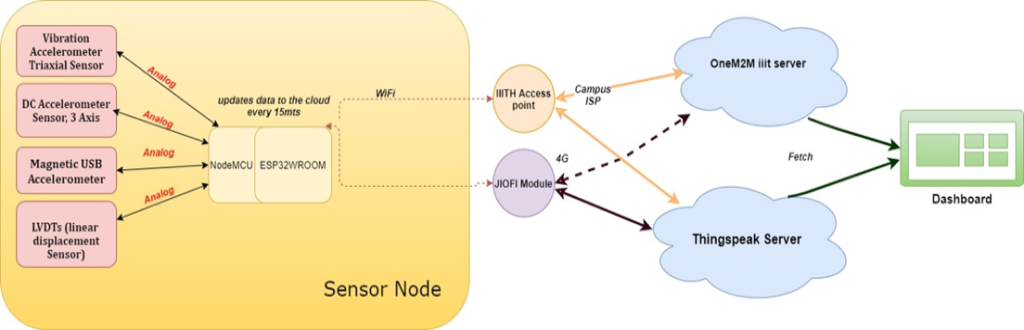 Vibration
Accelerometer
Triaxial Sensor
DC Accelerometer
Sensor, 3 Axis
Magnetic USB
Accelerometer
LVDTs (linear
displacement
Sensor)
Analog
Analog
Analog
Analog
updates data to the cloud
every 15mts
NodeMCU
ESP32WROOM
Sensor Node
WiFi
IIITH Access
point
JIOFI Module
Campus
ISP
4G
OneM2M iiit server
Thingspeak Server
Fetch
Dashboard